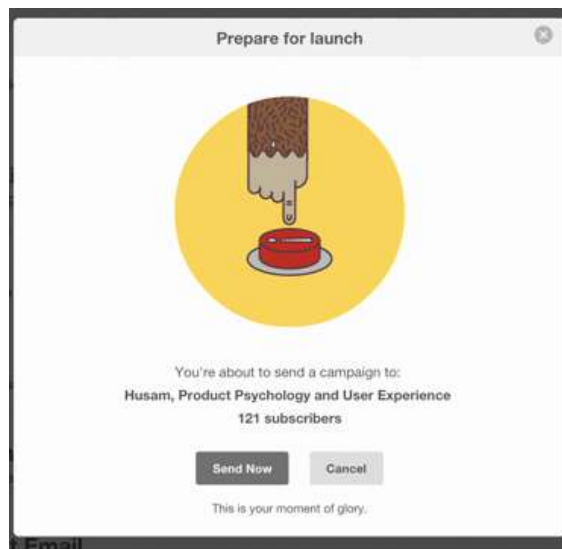 Prepare for launch
You're about to send a campaign to:
Husam, Product Psychology and User Experience
121 subscribers
Send Now
Cancel
This is your moment of glory.
Email